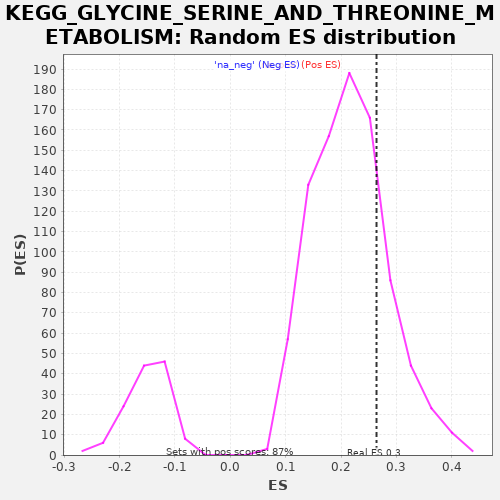 KEGG_GLYCINE_SERINE_AND_THREONINE_M
ETABOLISM: Random ES distribution
'na_neg' (Neg ES) (Pos ES)
190
180
170
160
150
140
130
120
110
100
90
80
70
60
50
40
30
20
10
0
P(ES)
Sets with pos scores: 87%
Real ES 0.3
-0.3 -0.2 -0.1 0.0 0.1 0.2 0.3 0.4
ES